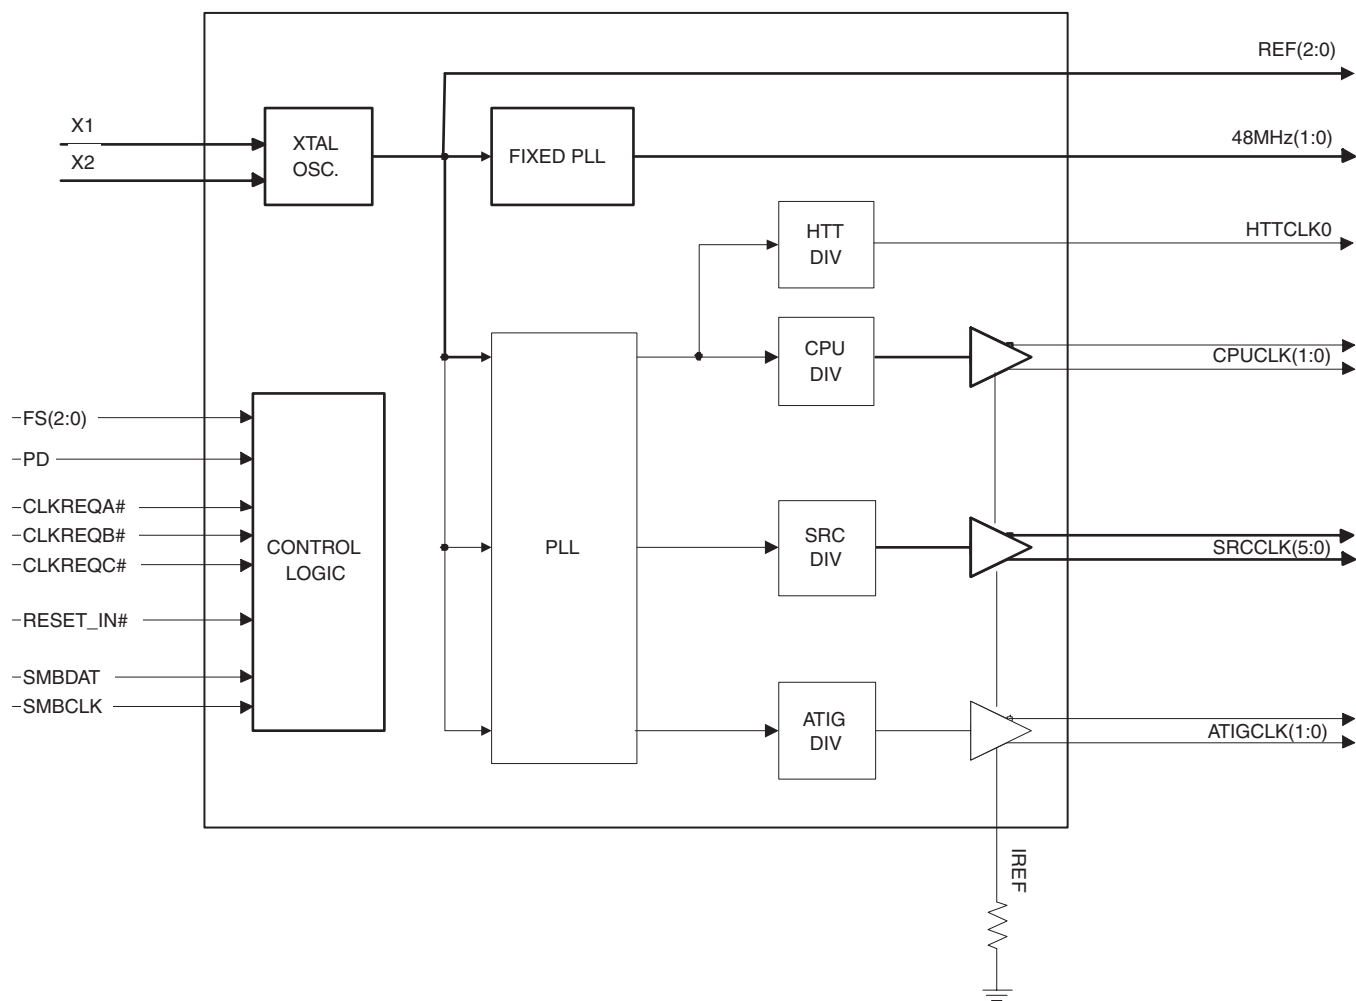 REF(2:0)
X1
X2
XTAL
OSC.
FIXED PLL
48MHz(1:0)
HTT
DIV
HTTCLK0
CPU
DIV
CPUCLK(1:0)
FS(2:0)
PD
CLKREQA#
CLKREQB#
CLKREQC#
RESET_IN#
SMBDAT
SMBCLK
CONTROL
LOGIC
PLL
SRC
DIV
SRCCLK(5:0)
ATIG
DIV
ATIGCLK(1:0)
IREF